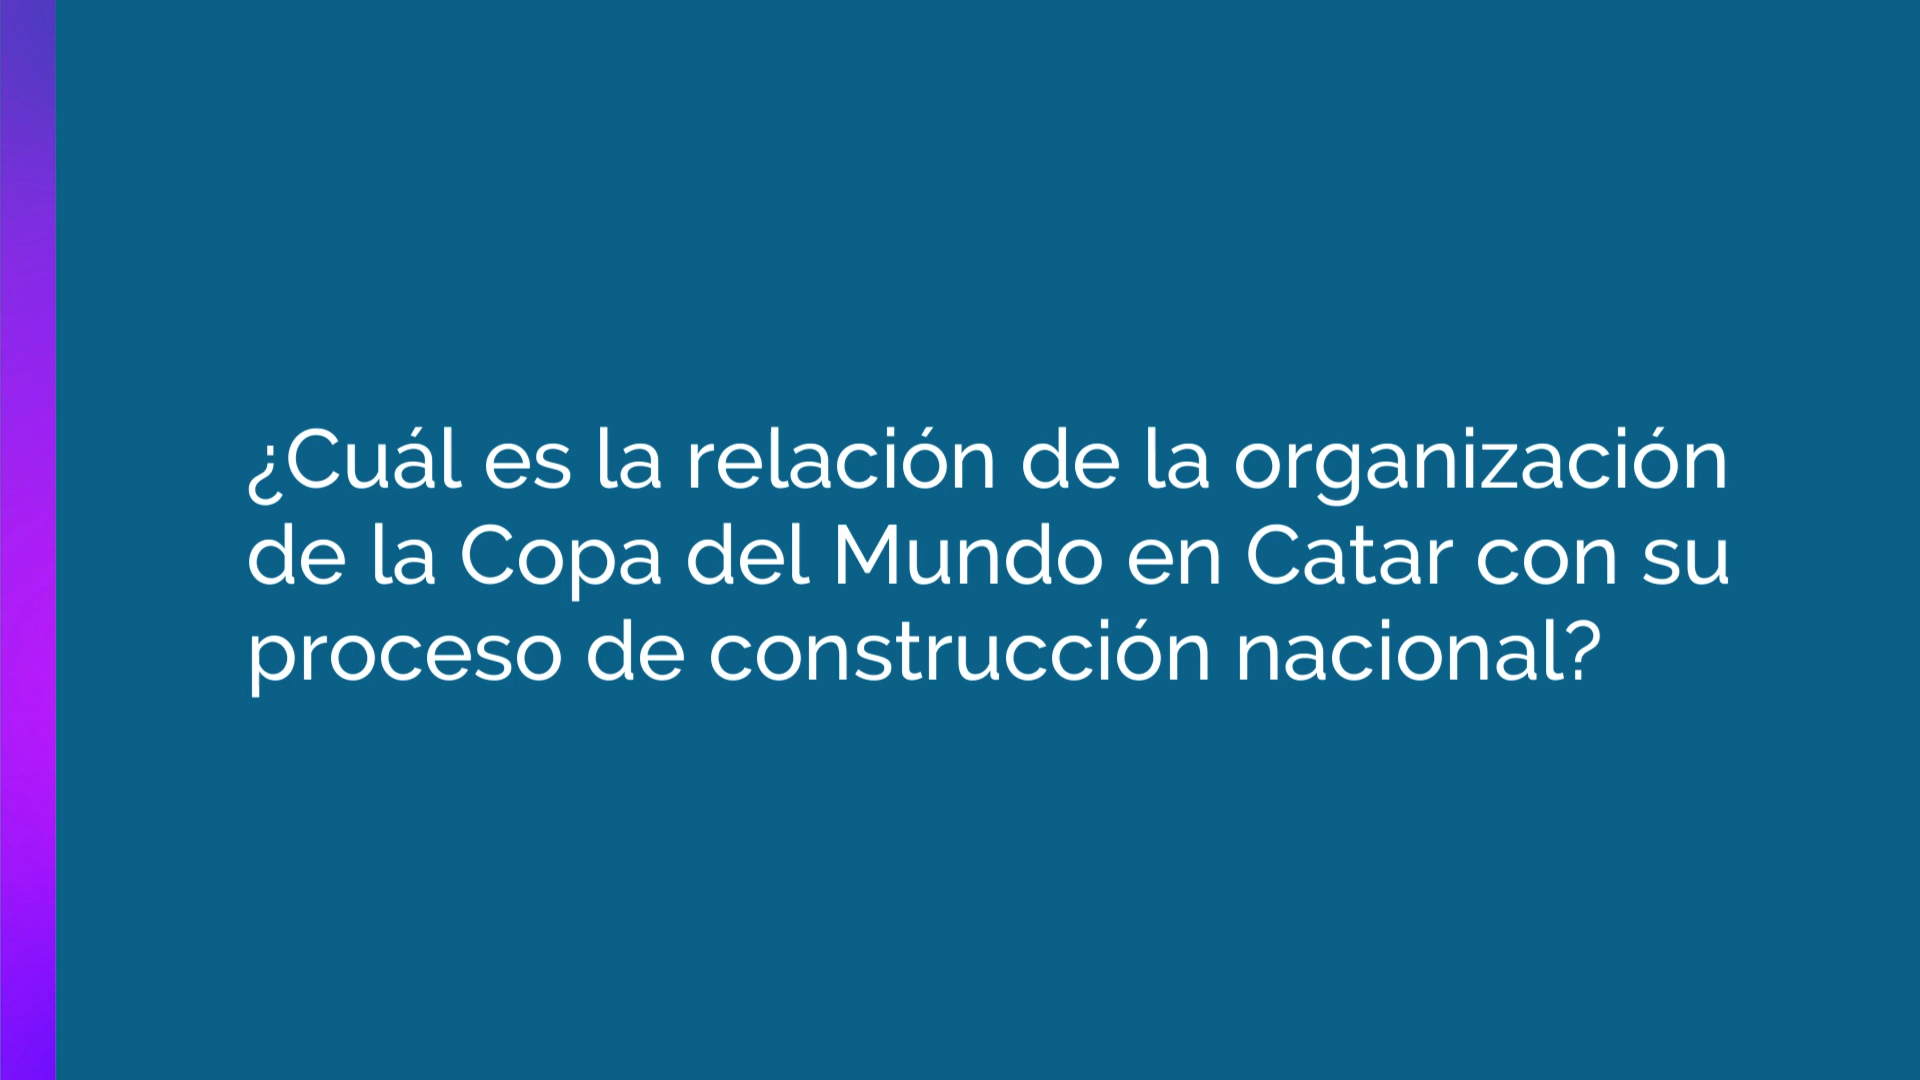 ¿Cuál es la relación de la organización
de la Copa del Mundo en Catar con su
proceso de construcción nacional?